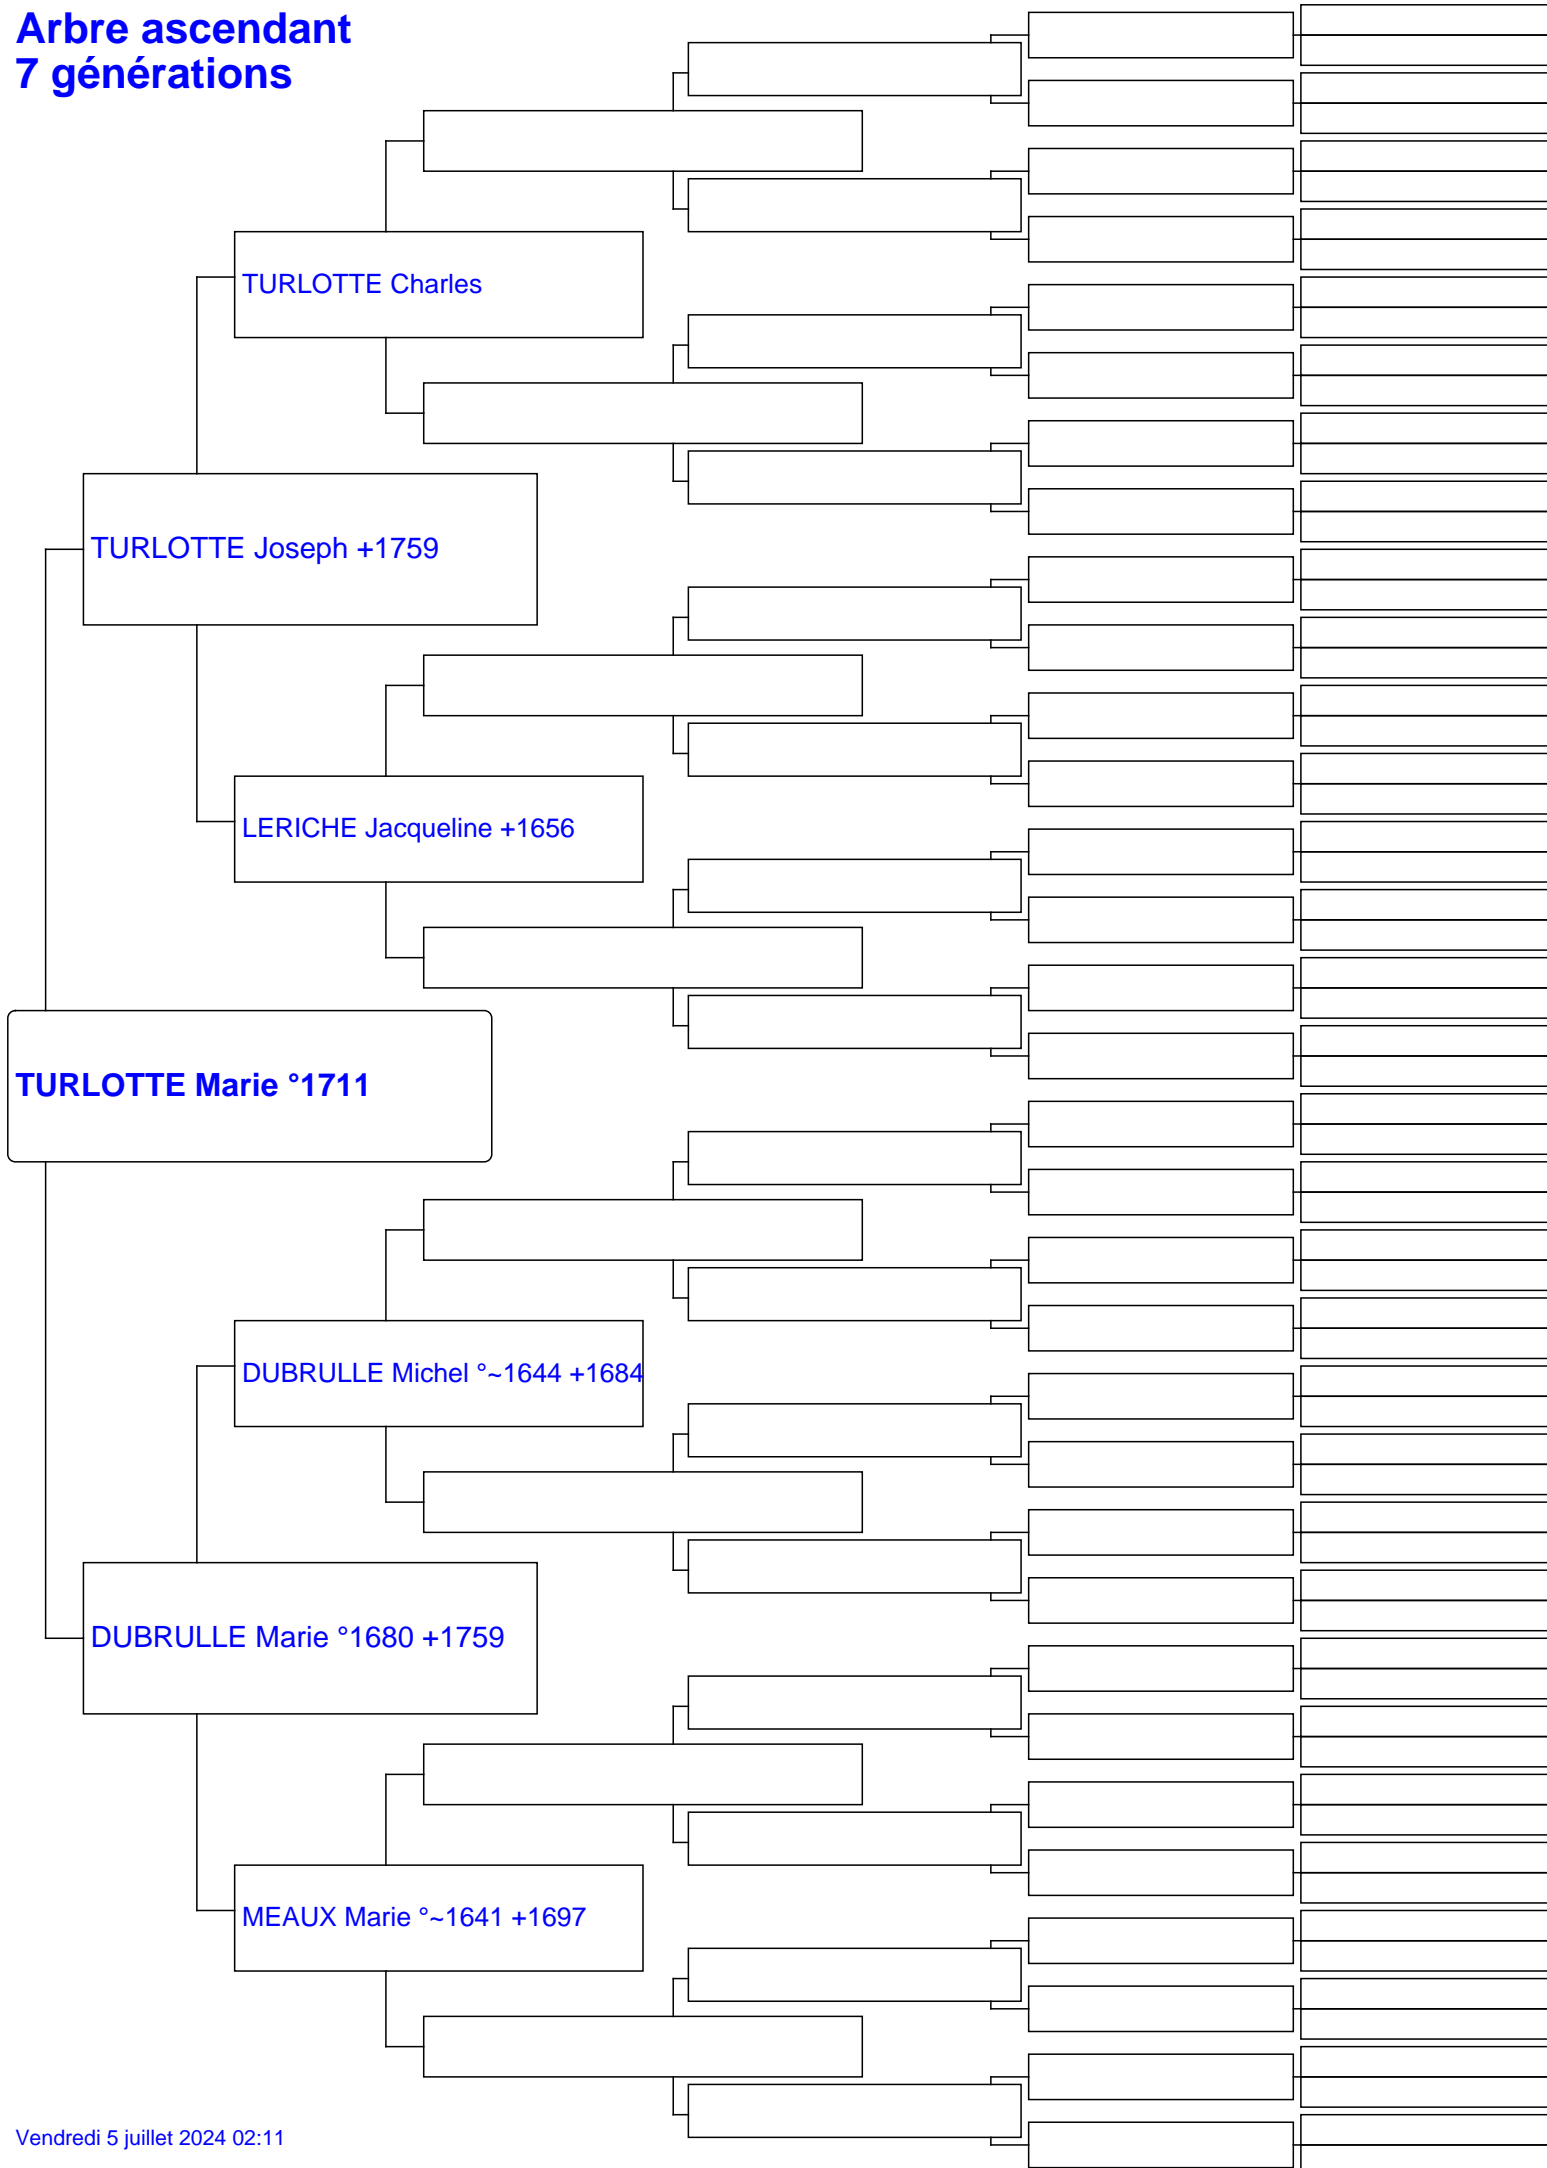 Arbre ascendant
7 générations
TURLOTTE Charles
TURLOTTE Joseph +1759
LERICHE Jacqueline +1656
TURLOTTE Marie °1711
DUBRULLE Michel °~1644 +1684
DUBRULLE Marie °1680 +1759
MEAUX Marie °~1641 +1697
Vendredi 5 juillet 2024 02:11